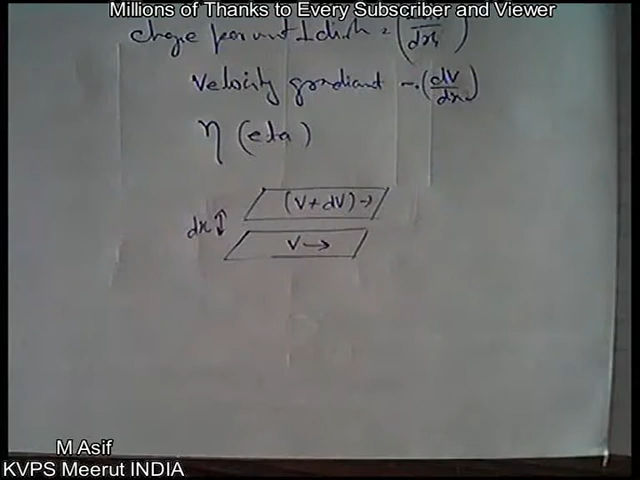 Millions of Thanks to Every Subscriber and Viewer
change per unit ⊥ dist = (dv/dx)
Velocity gradient → (dV/dx)
η (eta)
(V + dV) →
dx ↕
V →
M Asif
KVPS Meerut INDIA